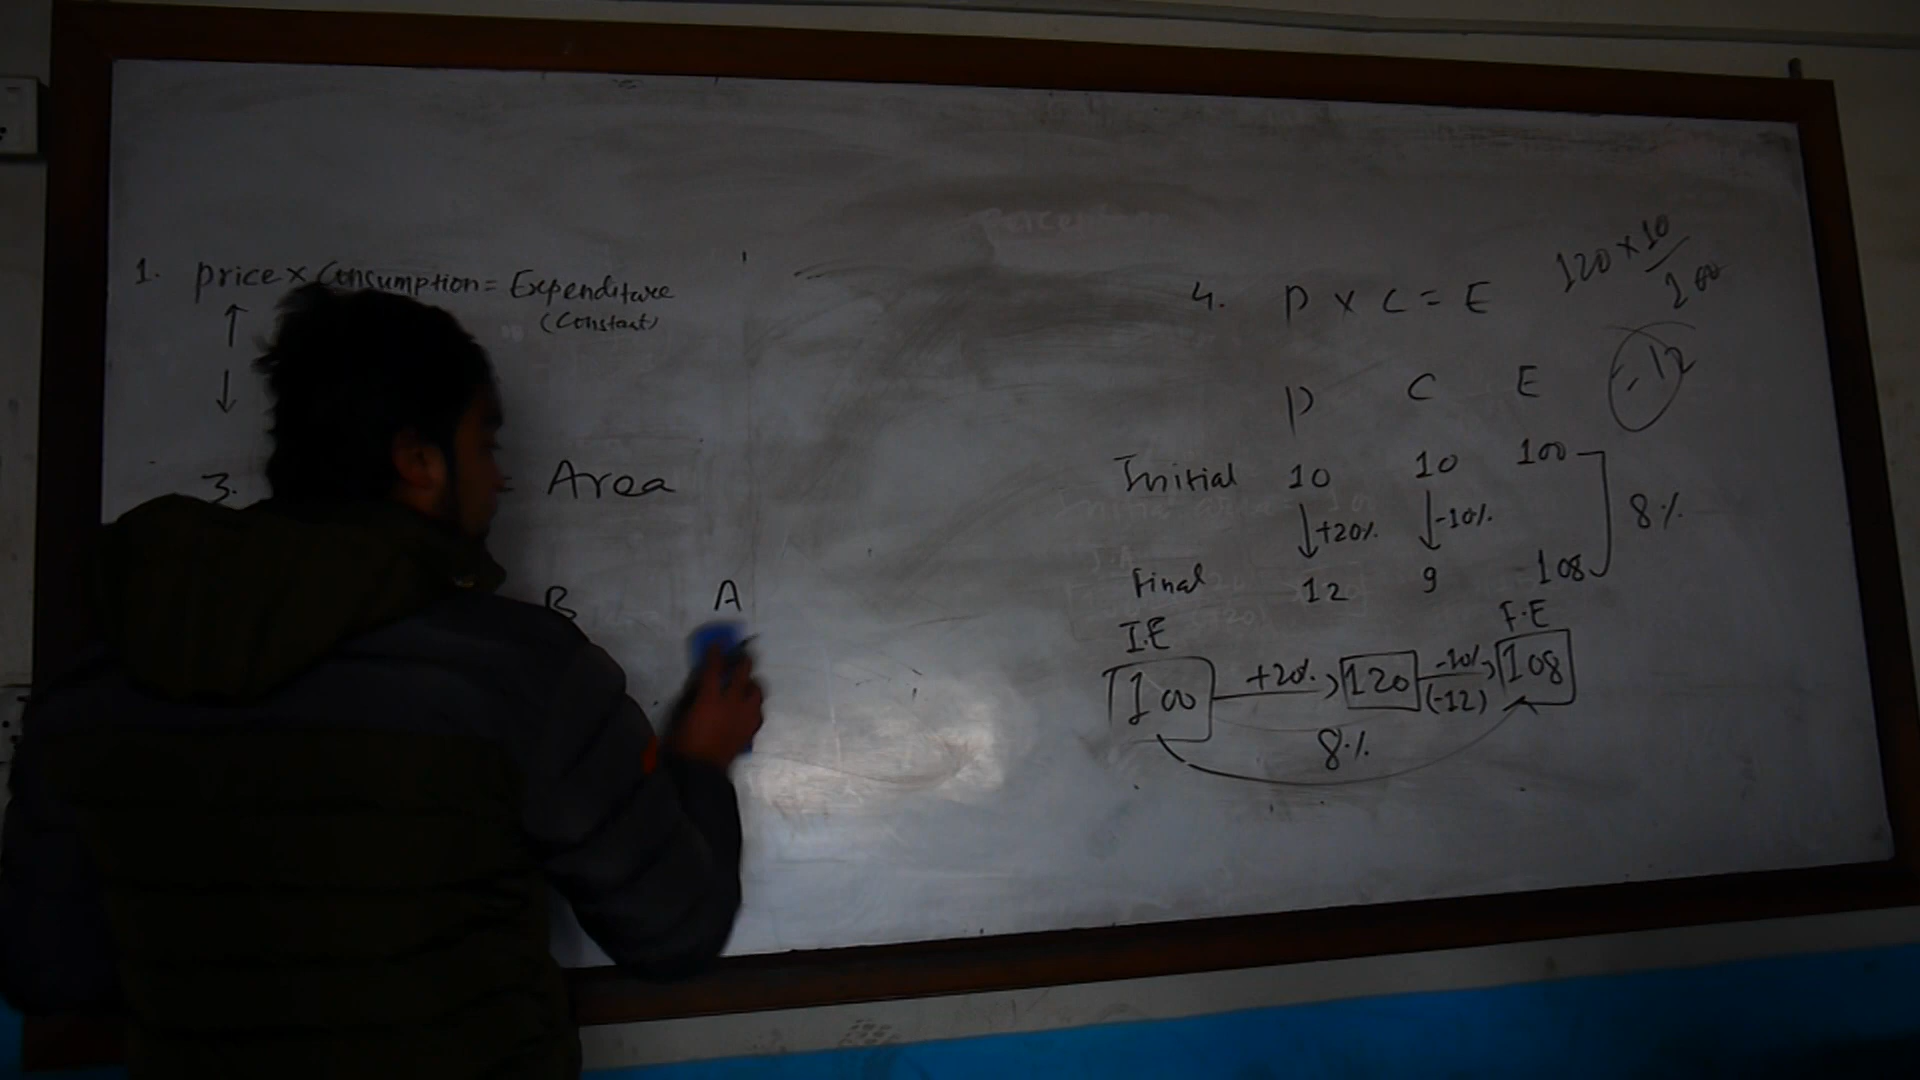 1. price × Consumption = Expenditure
(Constant)
↑
↓
3. = Area
B A
4. P × C = E
120 × 10/100
- 12
P C E
Initial 10 10 100
↓+20% ↓-10% 8%
Final 12 9 108
I.E F.E
100 +20% 120 -10% 108
(-12)
8%